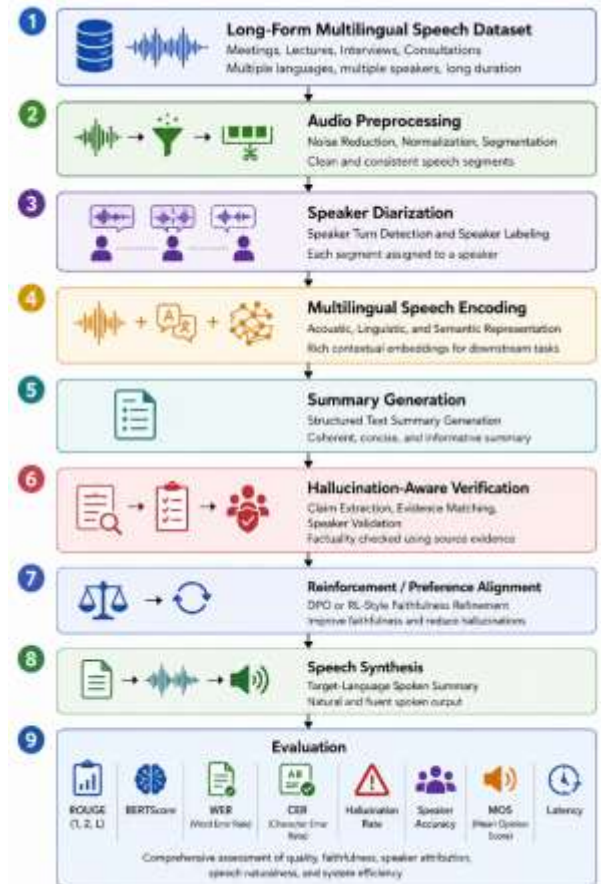 1
Long-Form Multilingual Speech Dataset
Meetings, Lectures, Interviews, Consultations
Multiple languages, multiple speakers, long duration
2
Audio Preprocessing
Noise Reduction, Normalization, Segmentation
Clean and consistent speech segments
3
Speaker Diarization
Speaker Turn Detection and Speaker Labeling
Each segment assigned to a speaker
4
A
Multilingual Speech Encoding
Acoustic, Linguistic, and Semantic Representation
Rich contextual embeddings for downstream tasks
5
Summary Generation
Structured Text Summary Generation
Coherent, concise, and informative summary
6
Hallucination-Aware Verification
Claim Extraction, Evidence Matching,
Speaker Validation
Factuality checked using source evidence
7
Reinforcement / Preference Alignment
DPO or RL-Style Faithfulness Refinement
Improve faithfulness and reduce hallucinations
8
Speech Synthesis
Target-Language Spoken Summary
Natural and fluent spoken output
9
Evaluation
ROUGE
(1, 2, L)
BERTScore
WER
(Word Error Rate)
CER
(Character Error
Rate)
Hallucination
Rate
Speaker
Accuracy
MOS
(Mean Opinion
Score)
Latency
Comprehensive assessment of quality, faithfulness, speaker attribution,
speech naturalness, and system efficiency